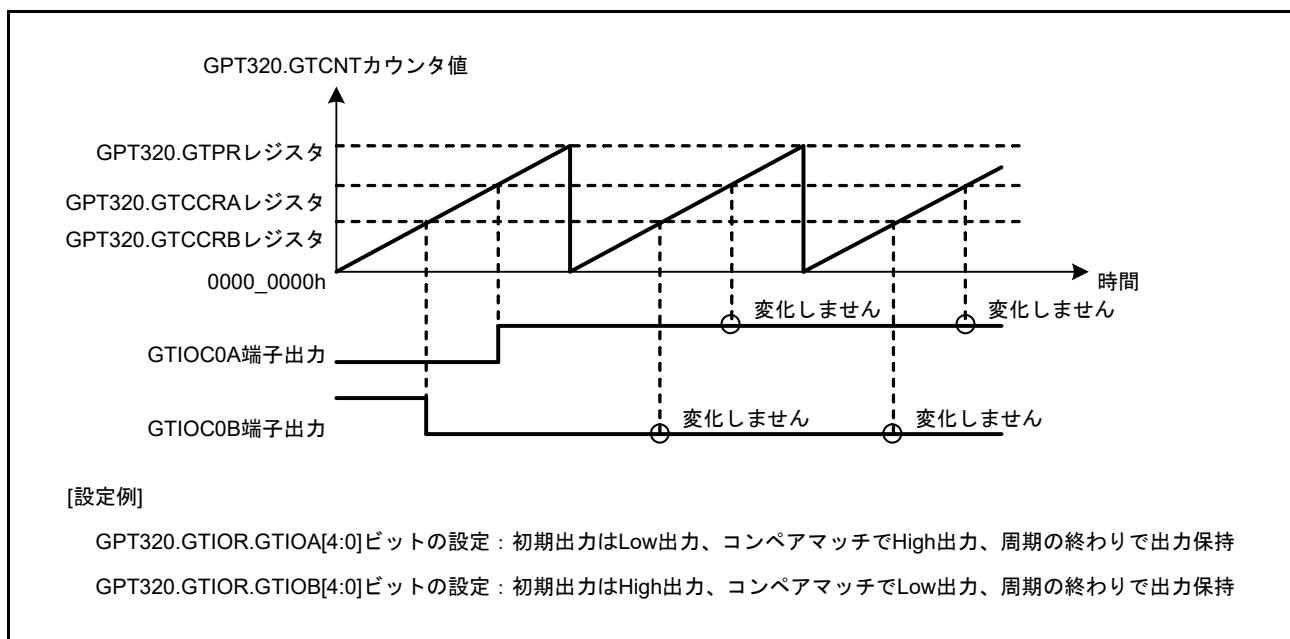 GPT320.GTCNTカウンタ値
GPT320.GTPRレジスタ
GPT320.GTCCRAレジスタ
GPT320.GTCCRBレジスタ
0000_0000h
時間
変化しません
変化しません
GTIOC0A端子出力
変化しません
変化しません
GTIOC0B端子出力
[設定例]
GPT320.GTIOR.GTIOA[4:0]ビットの設定：初期出力はLow出力、コンペアマッチでHigh出力、周期の終わりで出力保持
GPT320.GTIOR.GTIOB[4:0]ビットの設定：初期出力はHigh出力、コンペアマッチでLow出力、周期の終わりで出力保持